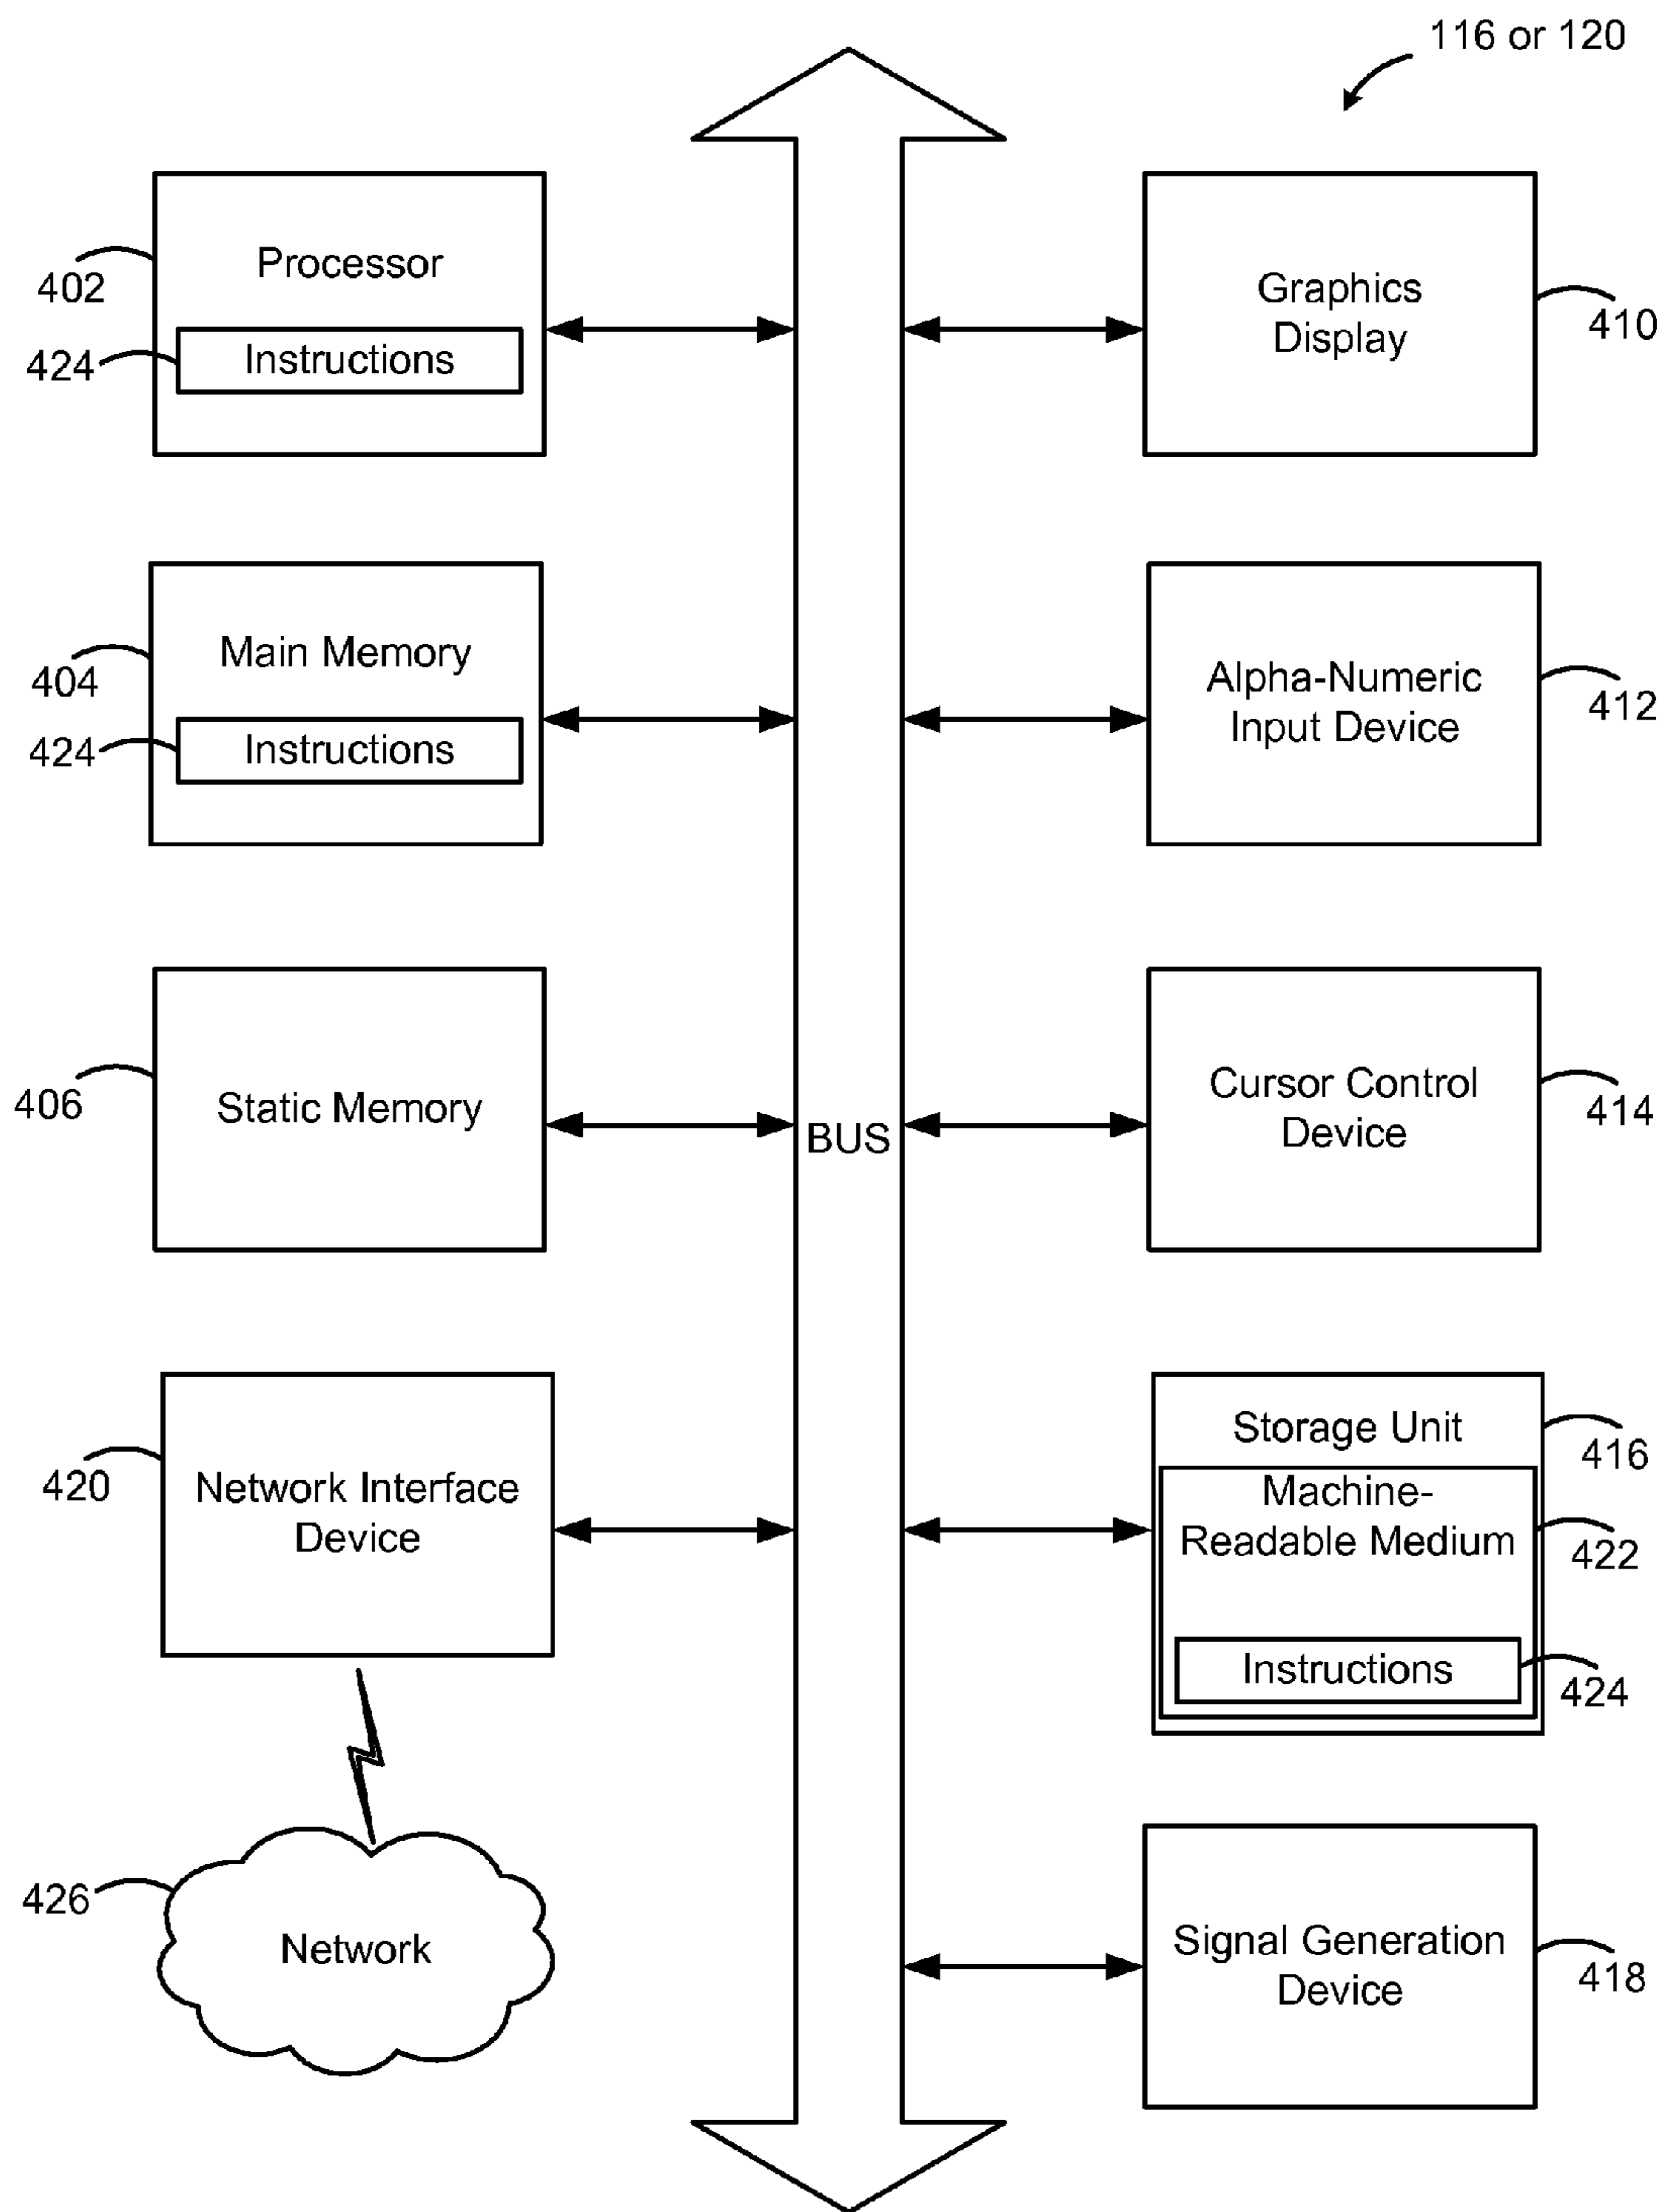 116 or 120
Processor
402
424
Instructions
Main Memory
404
424
Instructions
Static Memory
406
Network Interface
Device
420
426
Network
BUS
Graphics
Display
410
Alpha-Numeric
Input Device
412
Cursor Control
Device
414
Storage Unit
416
Machine-
Readable Medium
422
Instructions
424
Signal Generation
Device
418